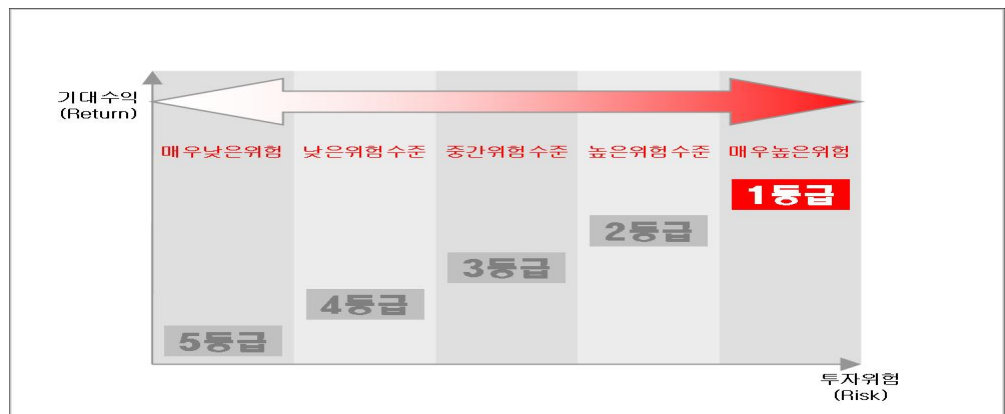 기대수익
(Return)
매우낮은위험 낮은위험수준 중간위험수준 높은위험수준 매우높은위험
1등급
2등급
3등급
4등급
5등급
투자위험
(Risk)